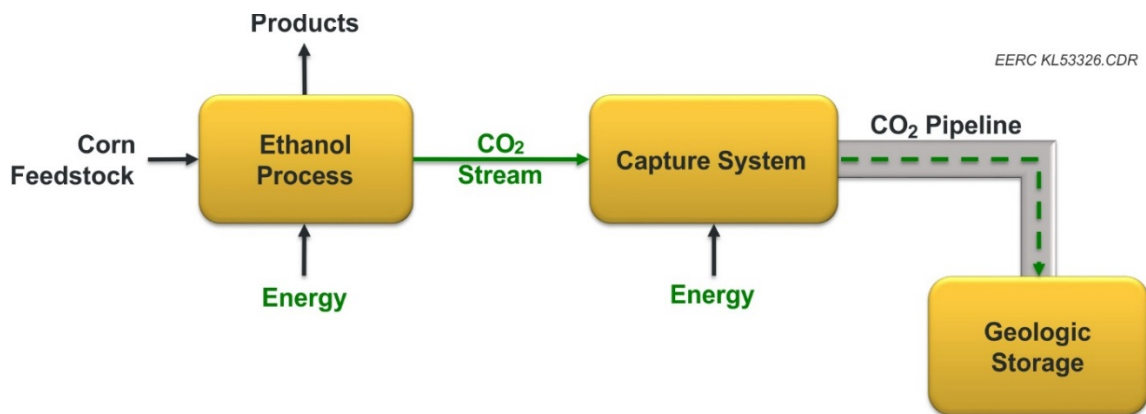 Products
EERC KL53326.CDR
Corn
Feedstock
Ethanol
Process
CO₂
Stream
Capture System
CO₂ Pipeline
Energy
Energy
Geologic
Storage